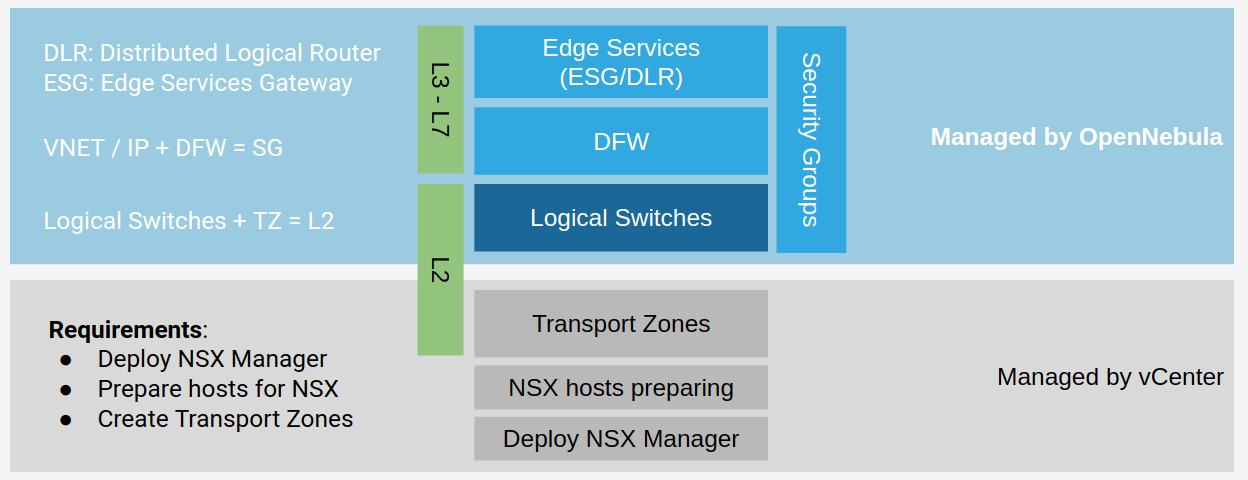 DLR: Distributed Logical Router
ESG: Edge Services Gateway
VNET / IP + DFW = SG
Logical Switches + TZ = L2
L3 - L7
L2
Edge Services
(ESG/DLR)
DFW
Logical Switches
Security Groups
Managed by OpenNebula
Requirements:
● Deploy NSX Manager
● Prepare hosts for NSX
● Create Transport Zones
Transport Zones
NSX hosts preparing
Deploy NSX Manager
Managed by vCenter